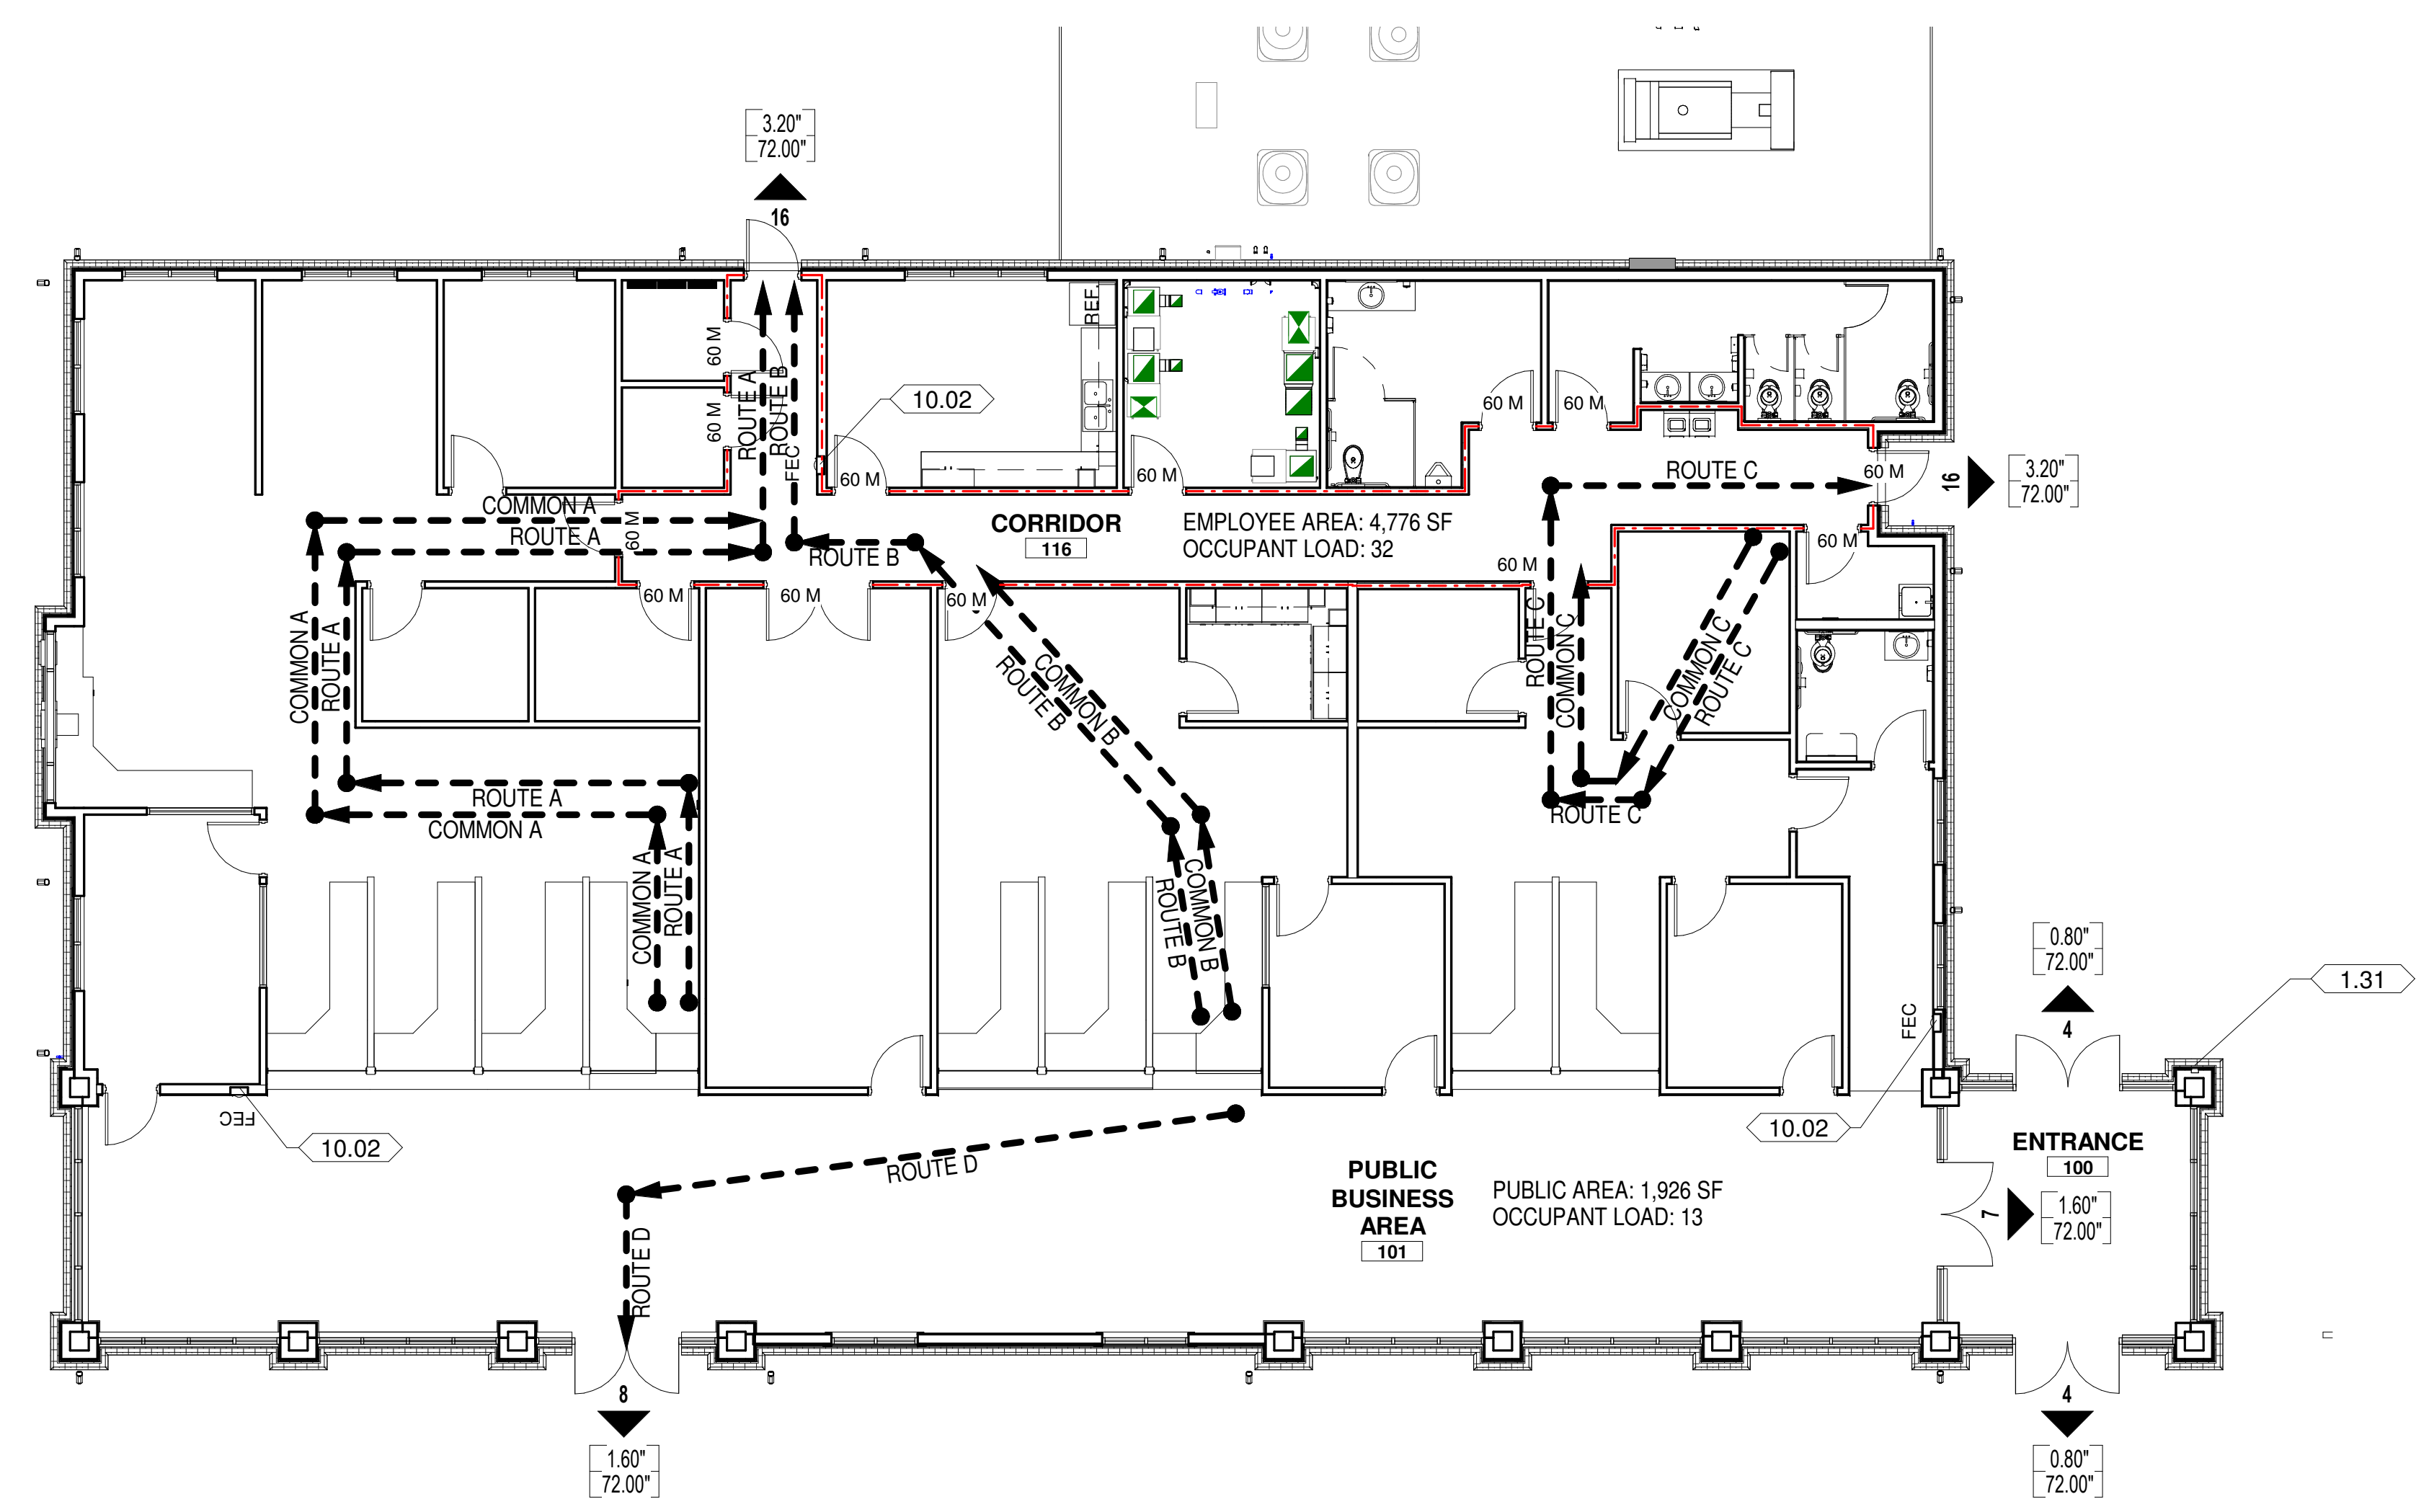 3.20"
72.00"
16
REF.
60 M
ROUTE A
ROUTE B
10.02
60 M
60 M
60 M
FEC
60 M
60 M
ROUTE C
60 M
16
3.20"
72.00"
COMMON A
ROUTE A
60 M
ROUTE B
CORRIDOR
116
EMPLOYEE AREA: 4,776 SF
OCCUPANT LOAD: 32
60 M
60 M
60 M
60 M
60 M
COMMON A
ROUTE A
COMMON B
ROUTE B
ROUTE C
COMMON C
COMMON C
ROUTE C
ROUTE A
COMMON A
ROUTE C
COMMON A
ROUTE A
ROUTE B
COMMON B
0.80"
72.00"
4
1.31
FEC
FEC
10.02
10.02
ROUTE D
ROUTE D
PUBLIC
BUSINESS
AREA
101
PUBLIC AREA: 1,926 SF
OCCUPANT LOAD: 13
ENTRANCE
100
7
1.60"
72.00"
8
1.60"
72.00"
4
0.80"
72.00"